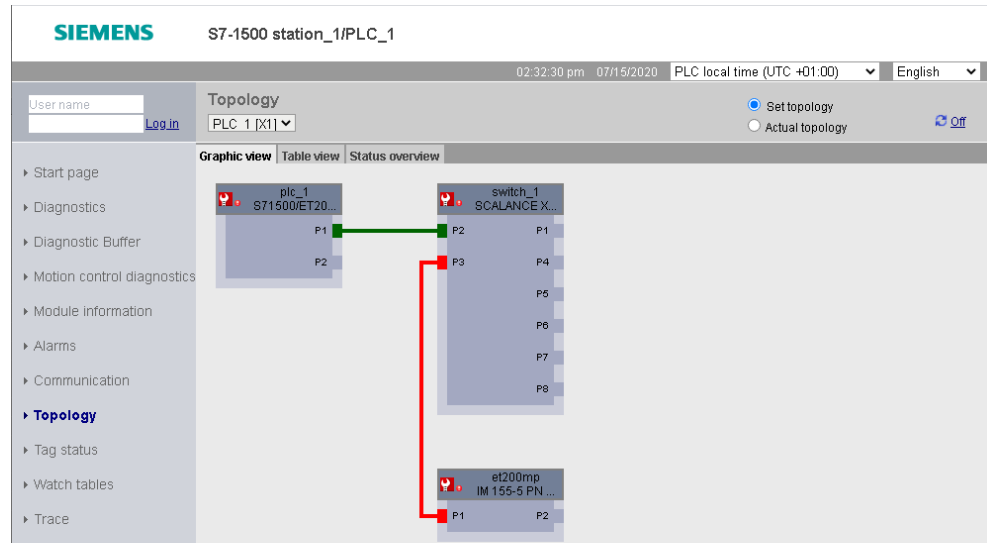 SIEMENS
S7-1500 station_1/PLC_1
02:32:30 pm 07/15/2020 PLC local time (UTC +01:00) English
User name
Log in
Topology
PLC_1 [X1]
Set topology
Actual topology
Off
Graphic view Table view Status overview
Start page
Diagnostics
Diagnostic Buffer
Motion control diagnostics
Module information
Alarms
Communication
Topology
Tag status
Watch tables
Trace
plc_1
S71500/ET20...
P1
P2
switch_1
SCALANCE X...
P2 P1
P3 P4
P5
P6
P7
P8
et200mp
IM 155-5 PN ...
P1 P2